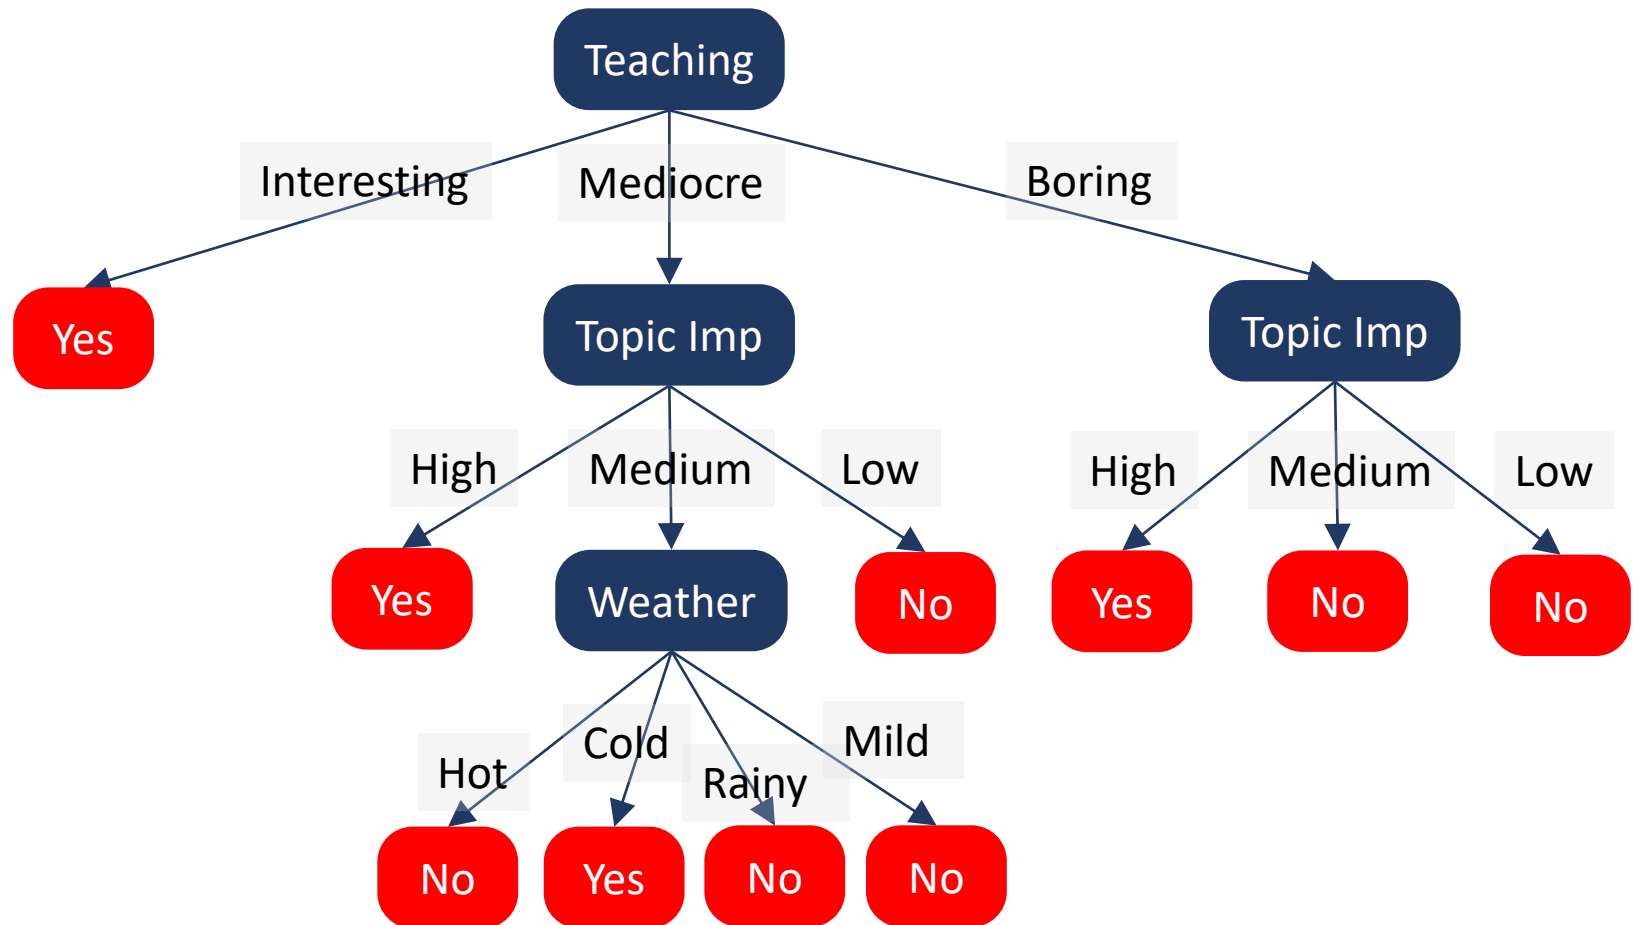 Teaching
Interesting
Mediocre
Boring
Yes
Topic Imp
Topic Imp
High
Medium
Low
High
Medium
Low
Yes
Weather
No
Yes
No
No
Hot
Cold
Rainy
Mild
No
Yes
No
No